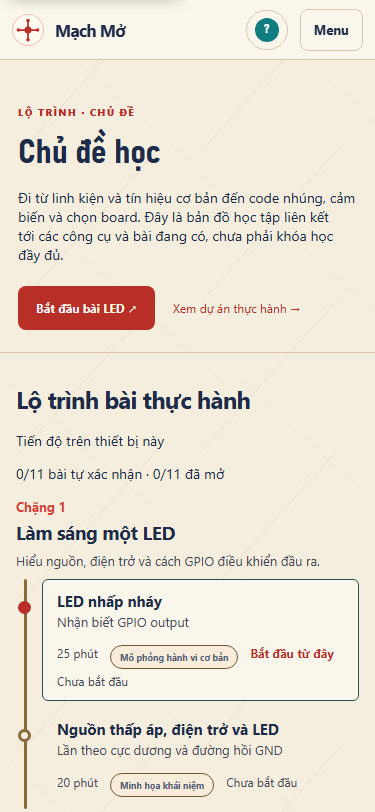 Mạch Mở
?
Menu
LỘ TRÌNH · CHỦ ĐỀ
Chủ đề học
Đi từ linh kiện và tín hiệu cơ bản đến code nhúng, cảm
biến và chọn board. Đây là bản đồ học tập liên kết
tới các công cụ và bài đang có, chưa phải khóa học
đầy đủ.
Bắt đầu bài LED ↗
Xem dự án thực hành →
Lộ trình bài thực hành
Tiến độ trên thiết bị này
0/11 bài tự xác nhận · 0/11 đã mở
Chặng 1
Làm sáng một LED
Hiểu nguồn, điện trở và cách GPIO điều khiển đầu ra.
LED nhấp nháy
Nhận biết GPIO output
25 phút
Mô phỏng hành vi cơ bản
Bắt đầu từ đây
Chưa bắt đầu
Nguồn thấp áp, điện trở và LED
Lần theo cực dương và đường hồi GND
20 phút
Minh họa khái niệm
Chưa bắt đầu